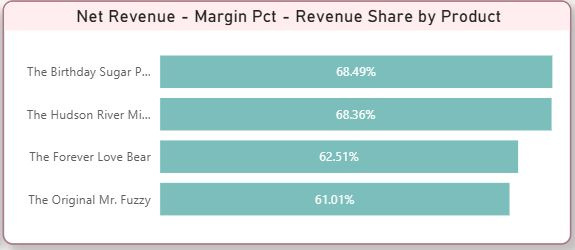 Net Revenue - Margin Pct - Revenue Share by Product
The Birthday Sugar P... 68.49%
The Hudson River Mi... 68.36%
The Forever Love Bear 62.51%
The Original Mr. Fuzzy 61.01%